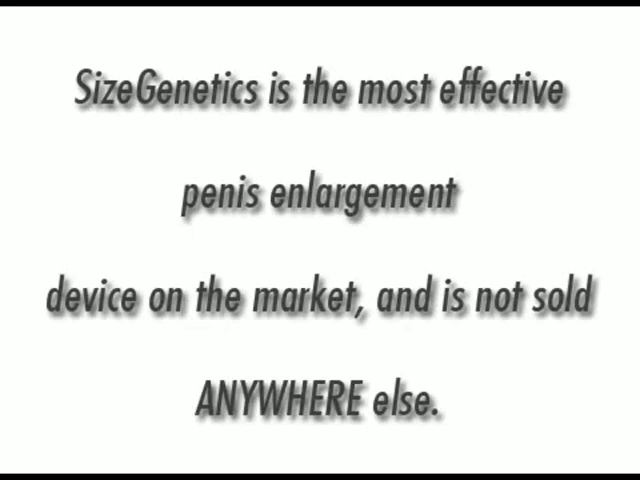 SizeGenetics is the most effective
penis enlargement
device on the market, and is not sold
ANYWHERE else.